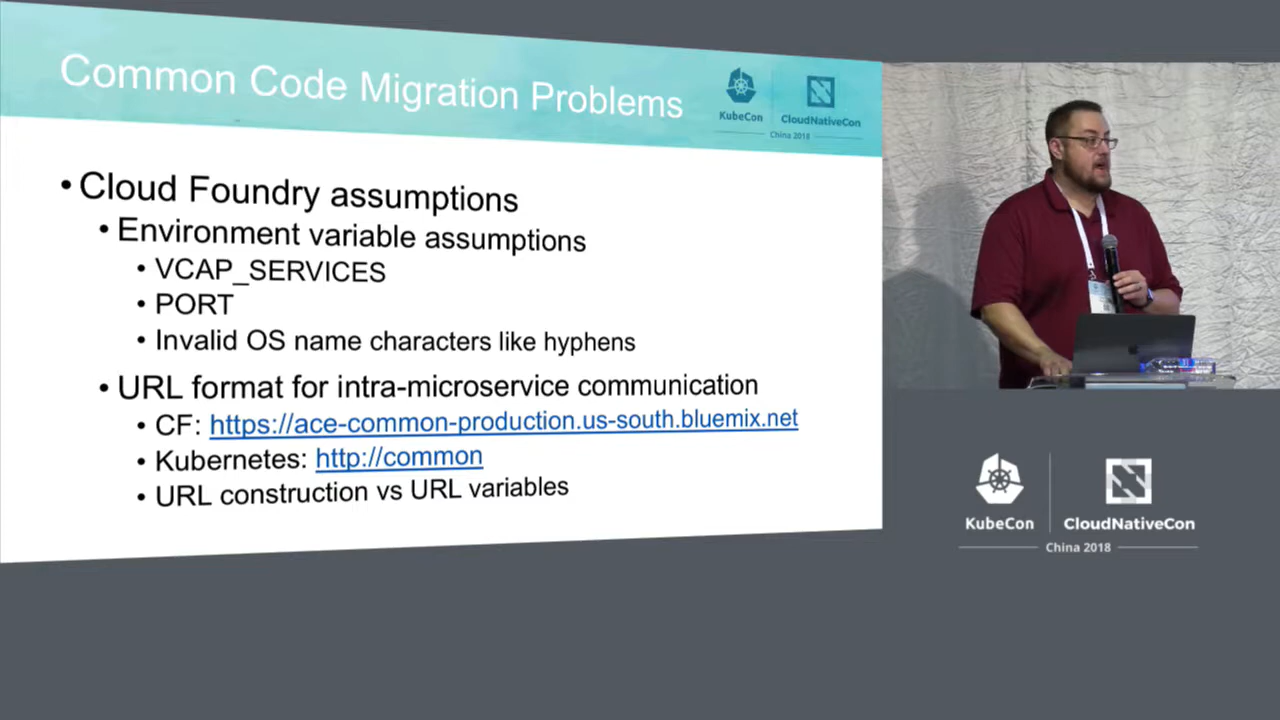 Common Code Migration Problems
KubeCon
CloudNativeCon
China 2018
• Cloud Foundry assumptions
• Environment variable assumptions
• VCAP_SERVICES
• PORT
• Invalid OS name characters like hyphens
• URL format for intra-microservice communication
• CF: https://ace-common-production.us-south.bluemix.net
• Kubernetes: http://common
• URL construction vs URL variables
KubeCon
CloudNativeCon
China 2018